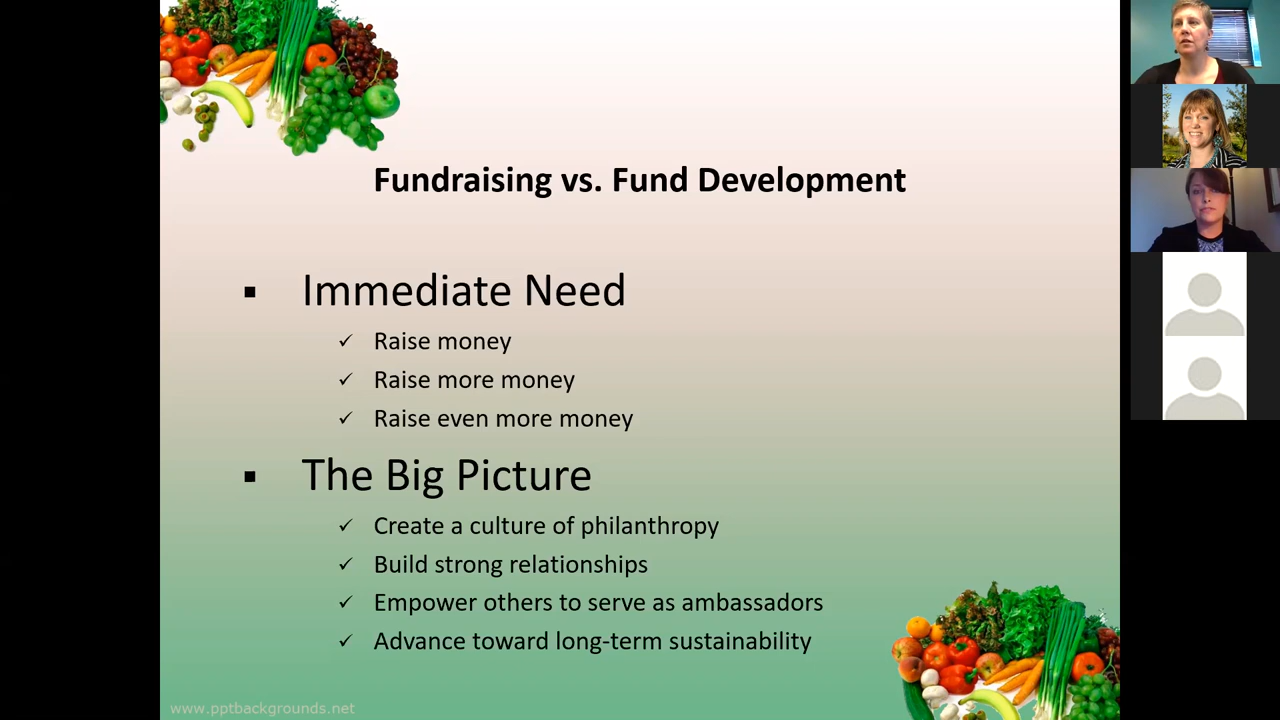 Fundraising vs. Fund Development
▪ Immediate Need
✓ Raise money
✓ Raise more money
✓ Raise even more money
▪ The Big Picture
✓ Create a culture of philanthropy
✓ Build strong relationships
✓ Empower others to serve as ambassadors
✓ Advance toward long-term sustainability
www.pptbackgrounds.net